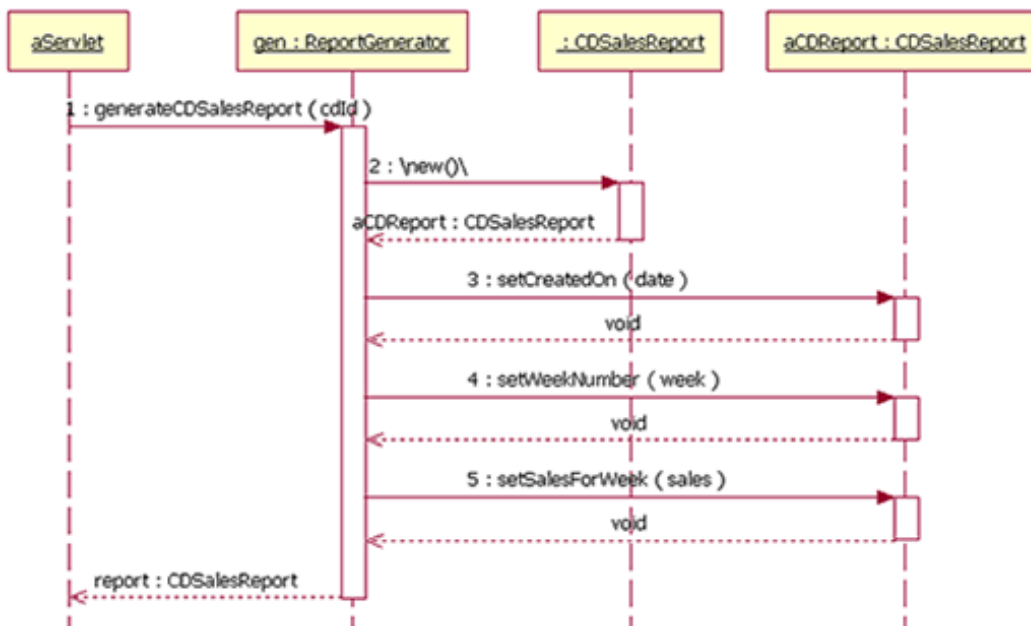 aServlet
gen : ReportGenerator
: CDSalesReport
aCDReport : CDSalesReport
1 : generateCDSalesReport ( cdId )
2 : \new()\
aCDReport : CDSalesReport
3 : setCreatedOn ( date )
void
4 : setWeekNumber ( week )
void
5 : setSalesForWeek ( sales )
void
report : CDSalesReport